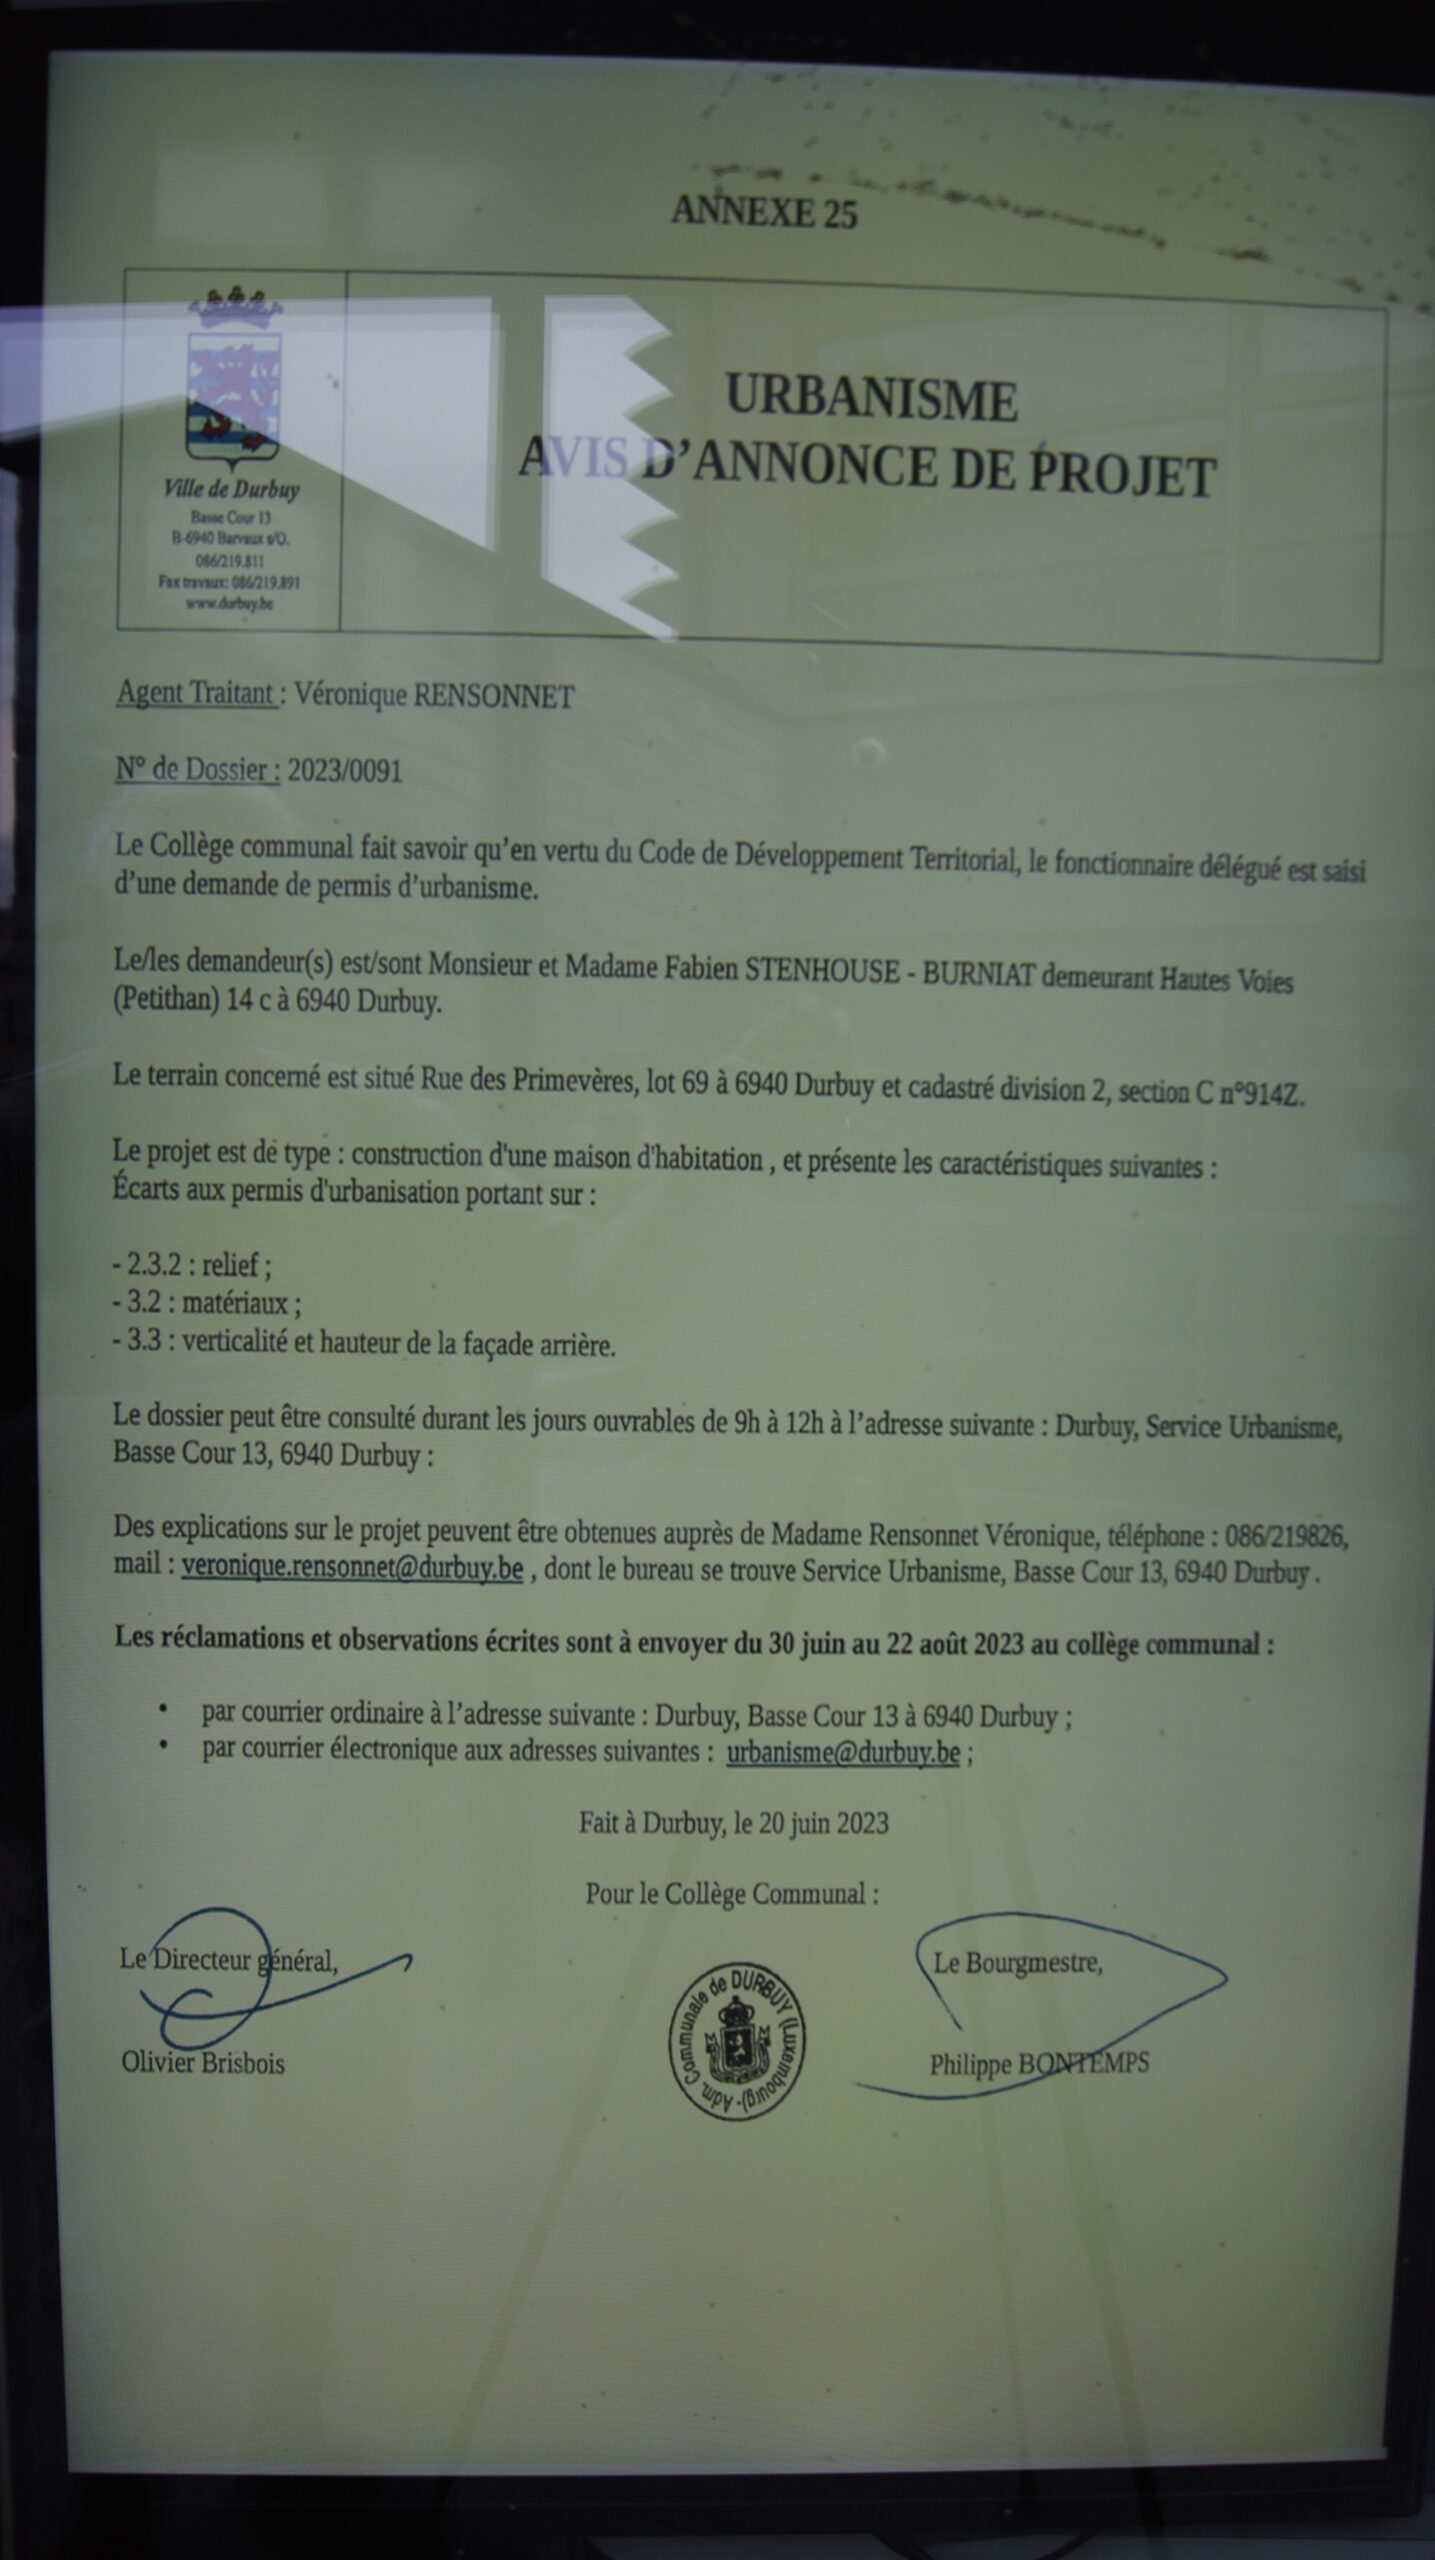 ANNEXE 25
Ville de Durbuy
Basse Cour 13
B-6940 Barvaux s/O.
086/219.811
Fax travaux: 086/219.891
www.durbuy.be
URBANISME
AVIS D’ANNONCE DE PROJET
Agent Traitant : Véronique RENSONNET
N° de Dossier : 2023/0091
Le Collège communal fait savoir qu’en vertu du Code de Développement Territorial, le fonctionnaire délégué est saisi
d’une demande de permis d’urbanisme.
Le/les demandeur(s) est/sont Monsieur et Madame Fabien STENHOUSE - BURNIAT demeurant Hautes Voies
(Petithan) 14 c à 6940 Durbuy.
Le terrain concerné est situé Rue des Primevères, lot 69 à 6940 Durbuy et cadastré division 2, section C n°914Z.
Le projet est de type : construction d'une maison d'habitation , et présente les caractéristiques suivantes :
Écarts aux permis d'urbanisation portant sur :
- 2.3.2 : relief ;
- 3.2 : matériaux ;
- 3.3 : verticalité et hauteur de la façade arrière.
Le dossier peut être consulté durant les jours ouvrables de 9h à 12h à l’adresse suivante : Durbuy, Service Urbanisme,
Basse Cour 13, 6940 Durbuy :
Des explications sur le projet peuvent être obtenues auprès de Madame Rensonnet Véronique, téléphone : 086/219826,
mail : veronique.rensonnet@durbuy.be , dont le bureau se trouve Service Urbanisme, Basse Cour 13, 6940 Durbuy .
Les réclamations et observations écrites sont à envoyer du 30 juin au 22 août 2023 au collège communal :
• par courrier ordinaire à l’adresse suivante : Durbuy, Basse Cour 13 à 6940 Durbuy ;
• par courrier électronique aux adresses suivantes : urbanisme@durbuy.be ;
Fait à Durbuy, le 20 juin 2023
Pour le Collège Communal :
Le Directeur général,
Olivier Brisbois
Adm. Communale de DURBUY (Luxembourg)-
Le Bourgmestre,
Philippe BONTEMPS